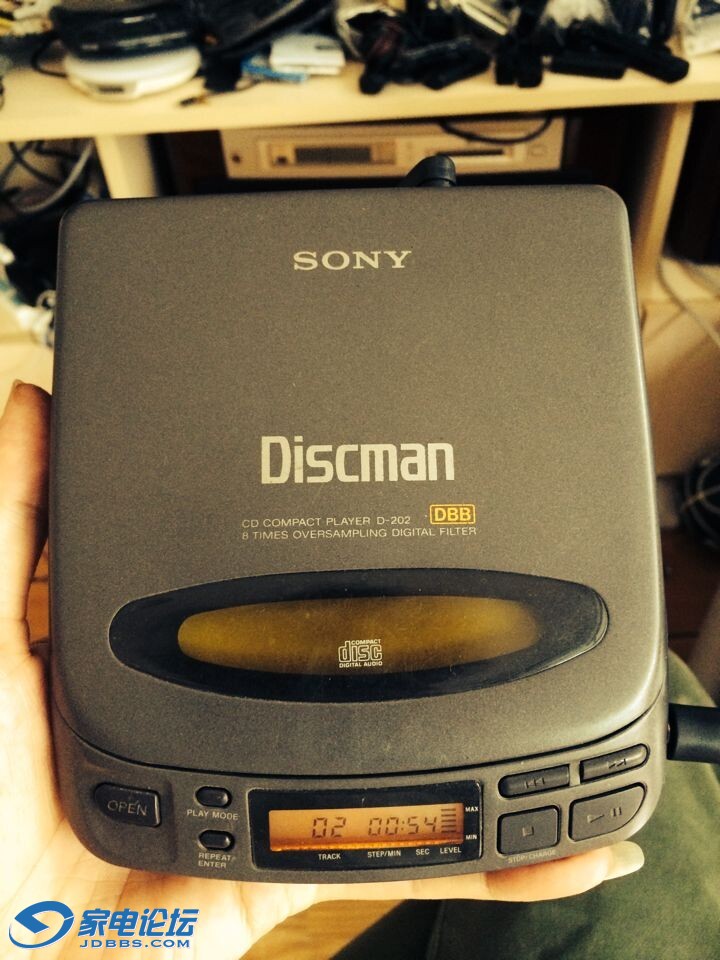 SONY
Discman
CD COMPACT PLAYER D-202 DBB
8 TIMES OVERSAMPLING DIGITAL FILTER
COMPACT
disc
DIGITAL AUDIO
OPEN
PLAY MODE
REPEAT/
ENTER
02 00:54
MAX
MIN
TRACK STEP/MIN SEC LEVEL
STOP/CHARGE
家电论坛
JDBBS.COM